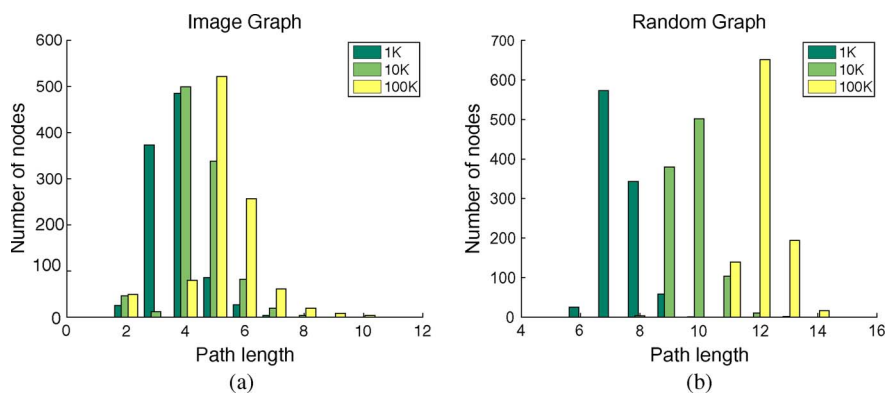 Image Graph
600
500
400
300
200
100
0
Number of nodes
1K
10K
100K
0 2 4 6 8 10 12
Path length
(a)
Random Graph
700
600
500
400
300
200
100
0
Number of nodes
1K
10K
100K
4 6 8 10 12 14 16
Path length
(b)